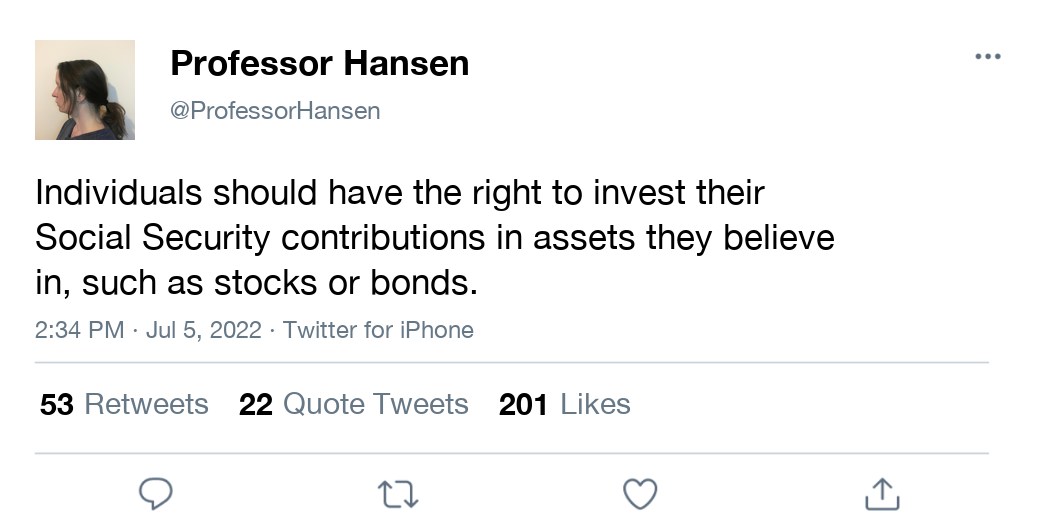 Professor Hansen
@ProfessorHansen
Individuals should have the right to invest their
Social Security contributions in assets they believe
in, such as stocks or bonds.
2:34 PM · Jul 5, 2022 · Twitter for iPhone
53 Retweets 22 Quote Tweets 201 Likes